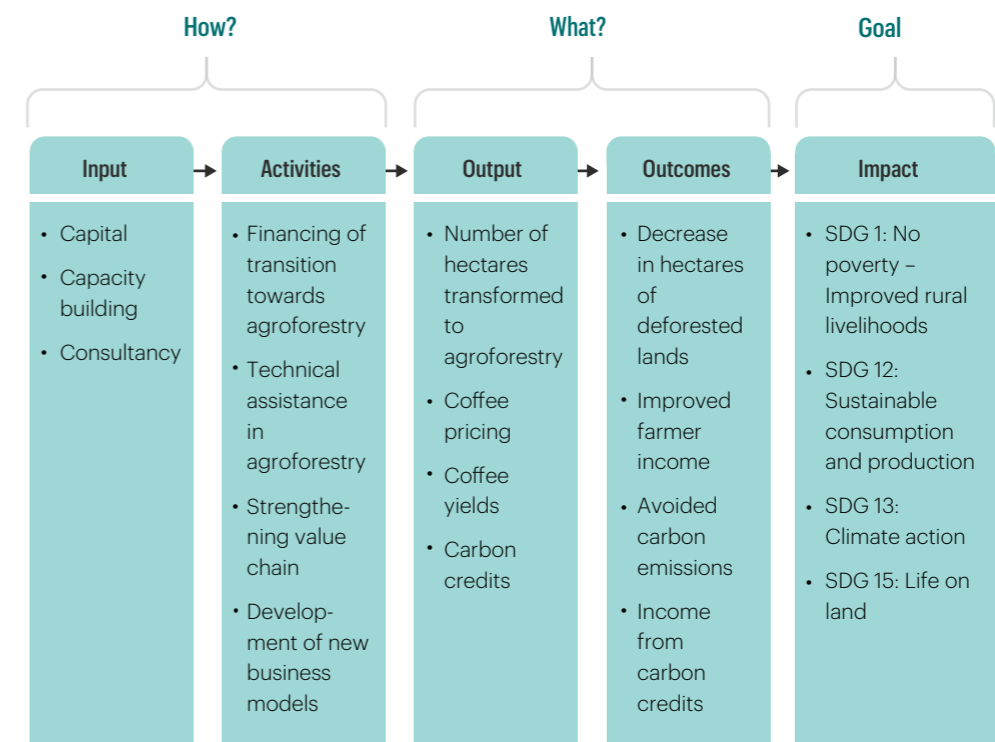 How?
What?
Goal
Input
Activities
Output
Outcomes
Impact
• Capital
• Capacity
building
• Consultancy
• Financing of
transition
towards
agroforestry
• Technical
assistance
in
agroforestry
• Strengthe-
ning value
chain
• Develop-
ment of new
business
models
• Number of
hectares
transformed
to
agroforestry
• Coffee
pricing
• Coffee
yields
• Carbon
credits
• Decrease
in hectares
of
deforested
lands
• Improved
farmer
income
• Avoided
carbon
emissions
• Income
from
carbon
credits
• SDG 1: No
poverty –
Improved rural
livelihoods
• SDG 12:
Sustainable
consumption
and production
• SDG 13:
Climate action
• SDG 15: Life on
land